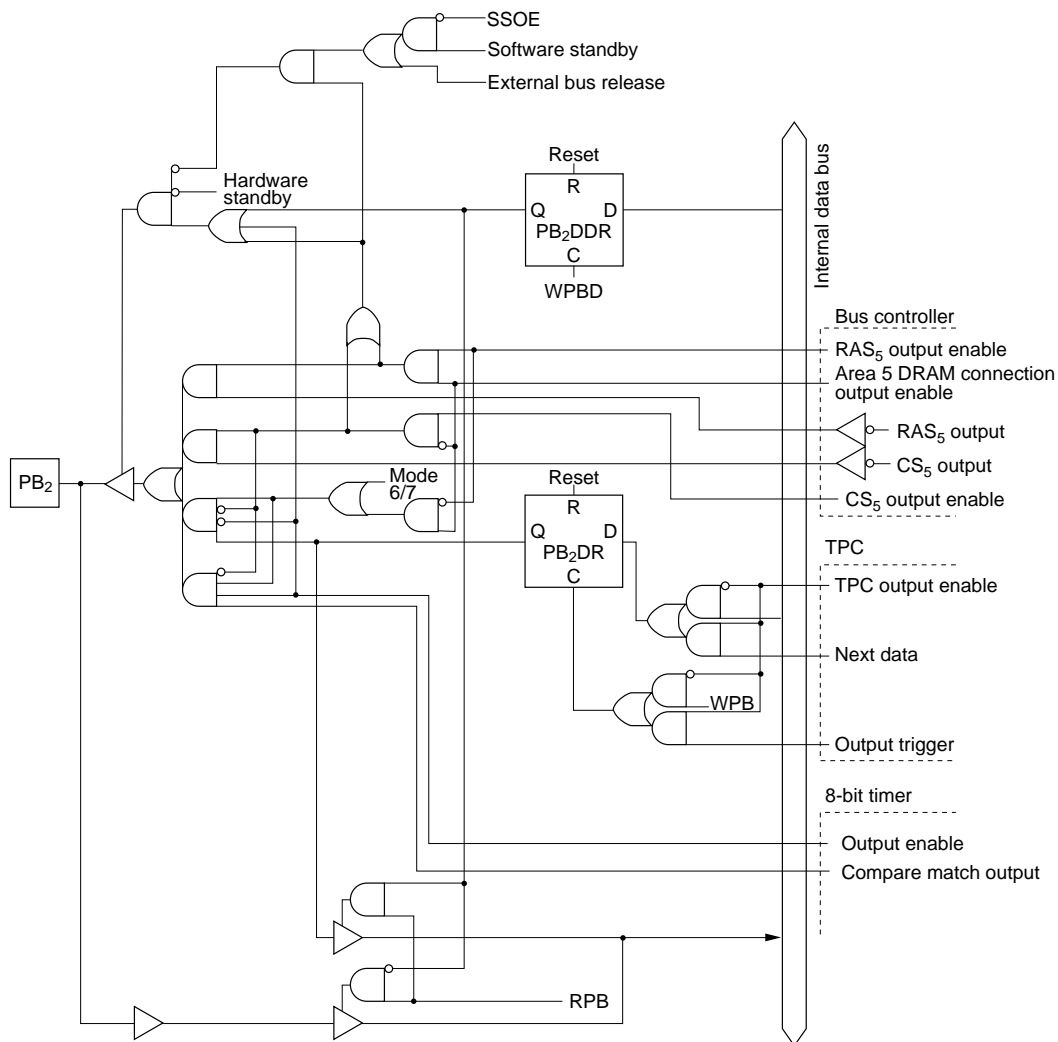 SSOE
Software standby
External bus release
Hardware
standby
Reset
R
Q
D
PB₂DDR
C
WPBD
Internal data bus
Bus controller
RAS₅ output enable
Area 5 DRAM connection
output enable
RAS₅ output
CS₅ output
CS₅ output enable
PB₂
Mode
6/7
Reset
R
Q
D
PB₂DR
C
TPC
TPC output enable
Next data
WPB
Output trigger
8-bit timer
Output enable
Compare match output
RPB